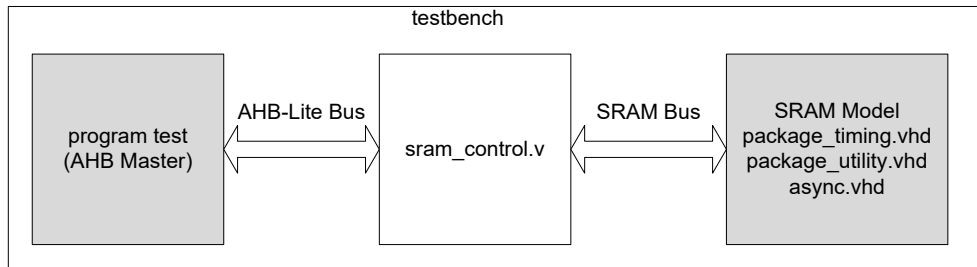 testbench
program test
(AHB Master)
AHB-Lite Bus
sram_control.v
SRAM Bus
SRAM Model
package_timing.vhd
package_utility.vhd
async.vhd